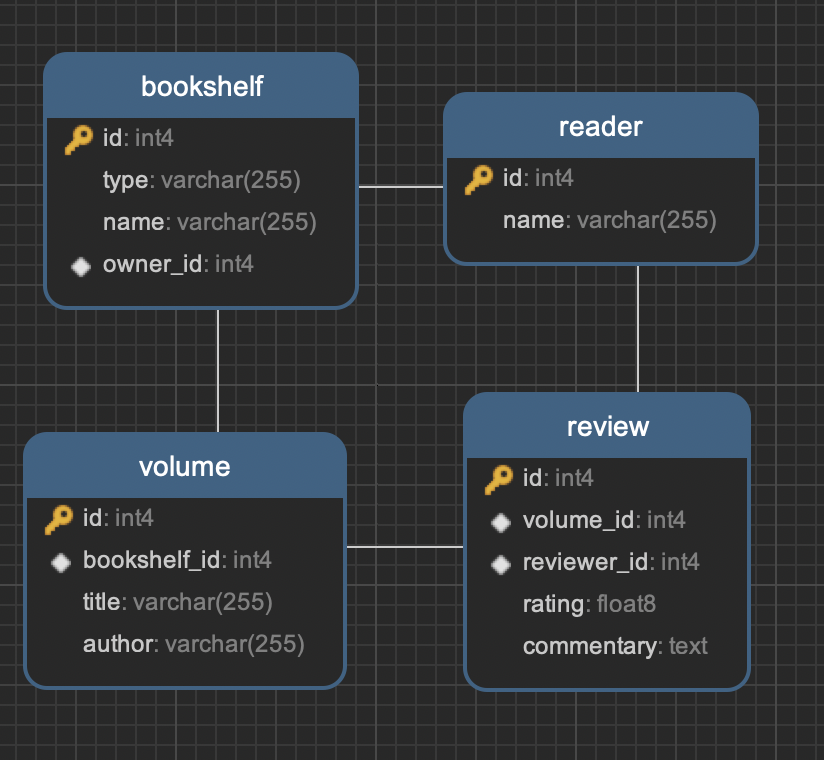 bookshelf
id: int4
type: varchar(255)
name: varchar(255)
owner_id: int4
reader
id: int4
name: varchar(255)
volume
id: int4
bookshelf_id: int4
title: varchar(255)
author: varchar(255)
review
id: int4
volume_id: int4
reviewer_id: int4
rating: float8
commentary: text